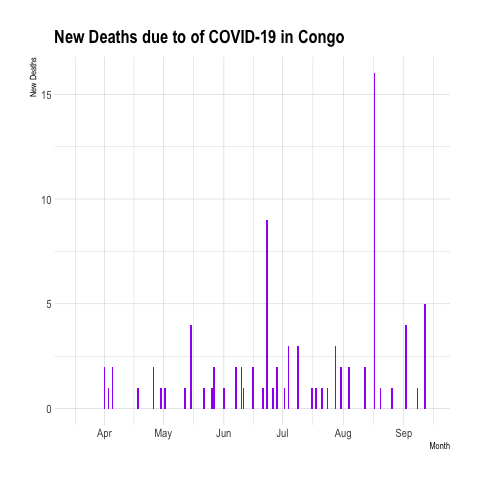 New Deaths due to of COVID-19 in Congo
New Deaths
15
10
5
0
Apr May Jun Jul Aug Sep
Month